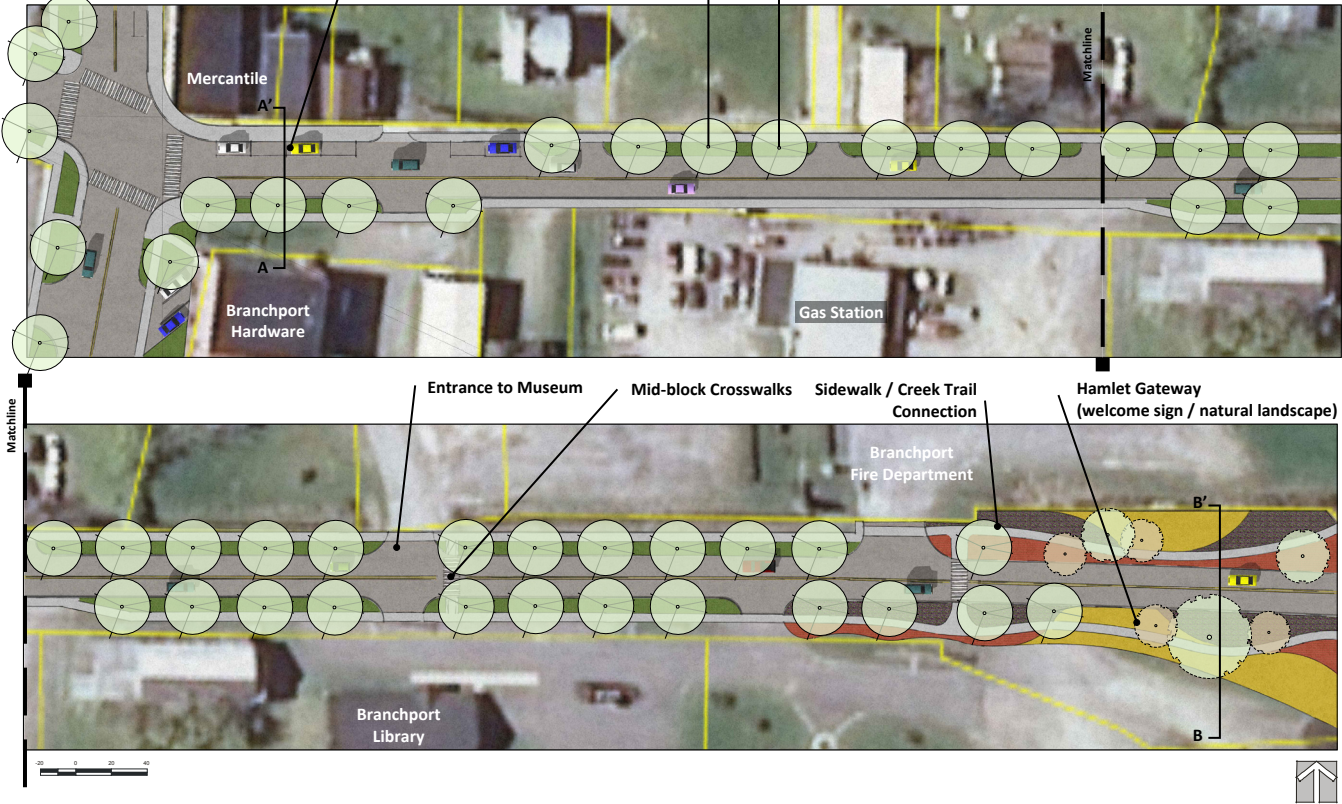 Mercantile
A'
A
Branchport
Hardware
Gas Station
Matchline
Matchline
Entrance to Museum
Mid-block Crosswalks
Sidewalk / Creek Trail
Connection
Hamlet Gateway
(welcome sign / natural landscape)
Branchport
Fire Department
B'
B
Branchport
Library
-20 0 20 40